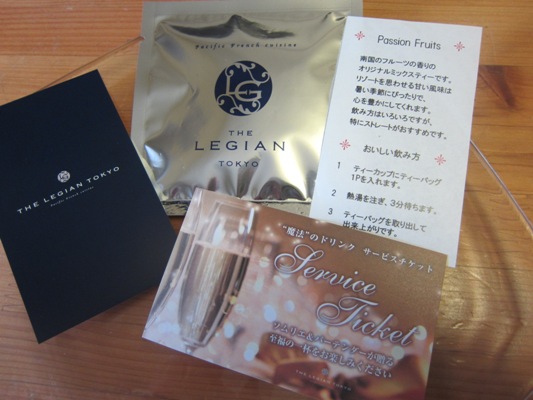 Pacific French cuisine
LG
THE
LEGIAN
TOKYO
THE LEGIAN TOKYO
Pacific French cuisine
Passion Fruits
南国のフルーツの香りの
オリジナルミックスティーです。
リゾートを思わせる甘い風味は
暑い季節にぴったりで、
心を豊かにしてくれます。
飲み方はいろいろですが、
特にストレートがおすすめです。
おいしい飲み方
1 ティーカップにティーバッグ
1Pを入れます。
2 熱湯を注ぎ、3分待ちます。
3 ティーバッグを取り出して
出来上がりです。
“魔法”のドリンク サービスチケット
Service
Ticket
ソムリエ&バーテンダーが贈る
至福の一杯をお楽しみください
THE LEGIAN TOKYO